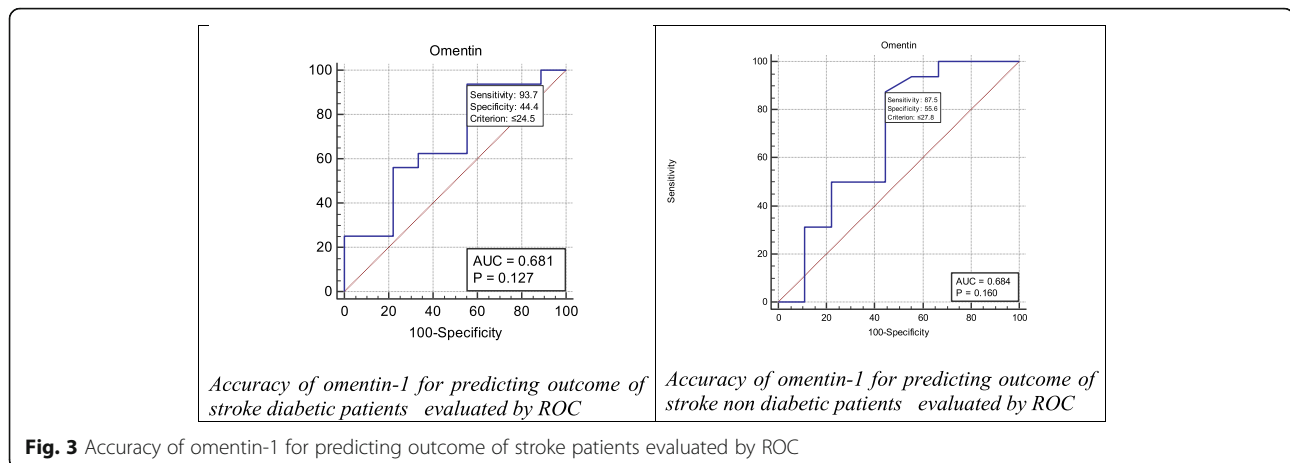 Omentin
100
80
60
40
20
0
Sensitivity: 93.7
Specificity: 44.4
Criterion: ≤24.5
AUC = 0.681
P = 0.127
0 20 40 60 80 100
100-Specificity
Accuracy of omentin-1 for predicting outcome of
stroke diabetic patients evaluated by ROC
Omentin
Sensitivity
100
80
60
40
20
0
Sensitivity: 87.5
Specificity: 55.6
Criterion: ≤27.8
AUC = 0.684
P = 0.160
0 20 40 60 80 100
100-Specificity
Accuracy of omentin-1 for predicting outcome of
stroke non diabetic patients evaluated by ROC
Fig. 3 Accuracy of omentin-1 for predicting outcome of stroke patients evaluated by ROC